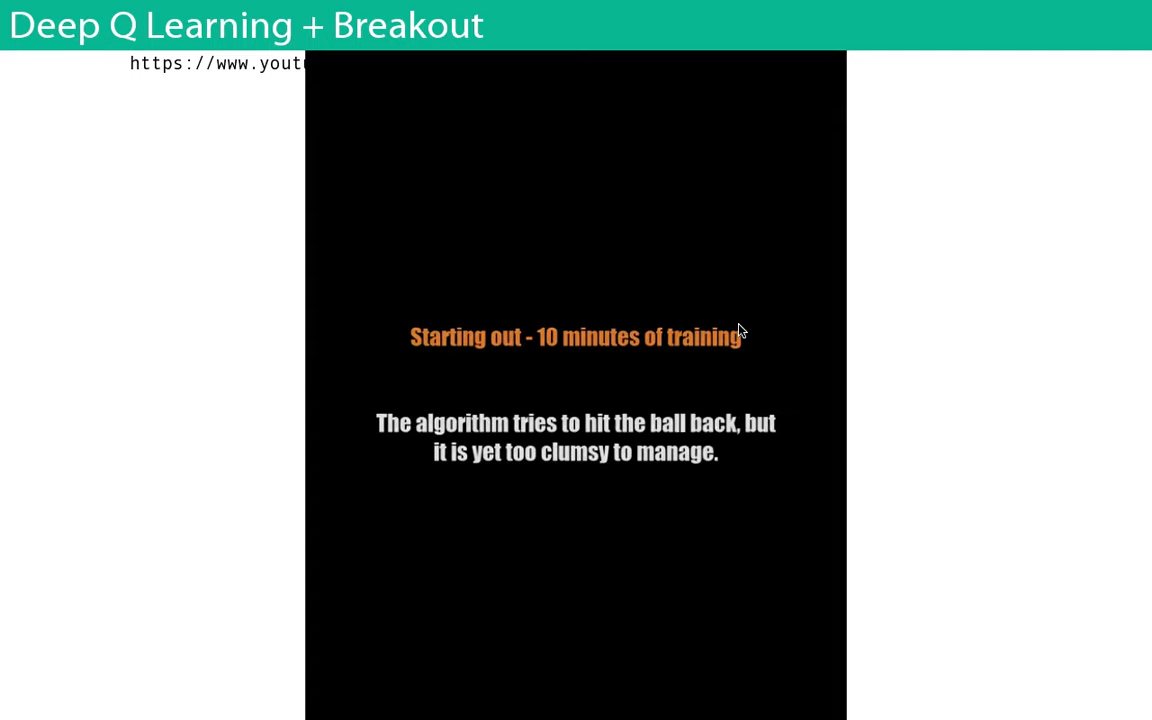 Deep Q Learning + Breakout
https://www.yout
Starting out - 10 minutes of training
The algorithm tries to hit the ball back, but
it is yet too clumsy to manage.